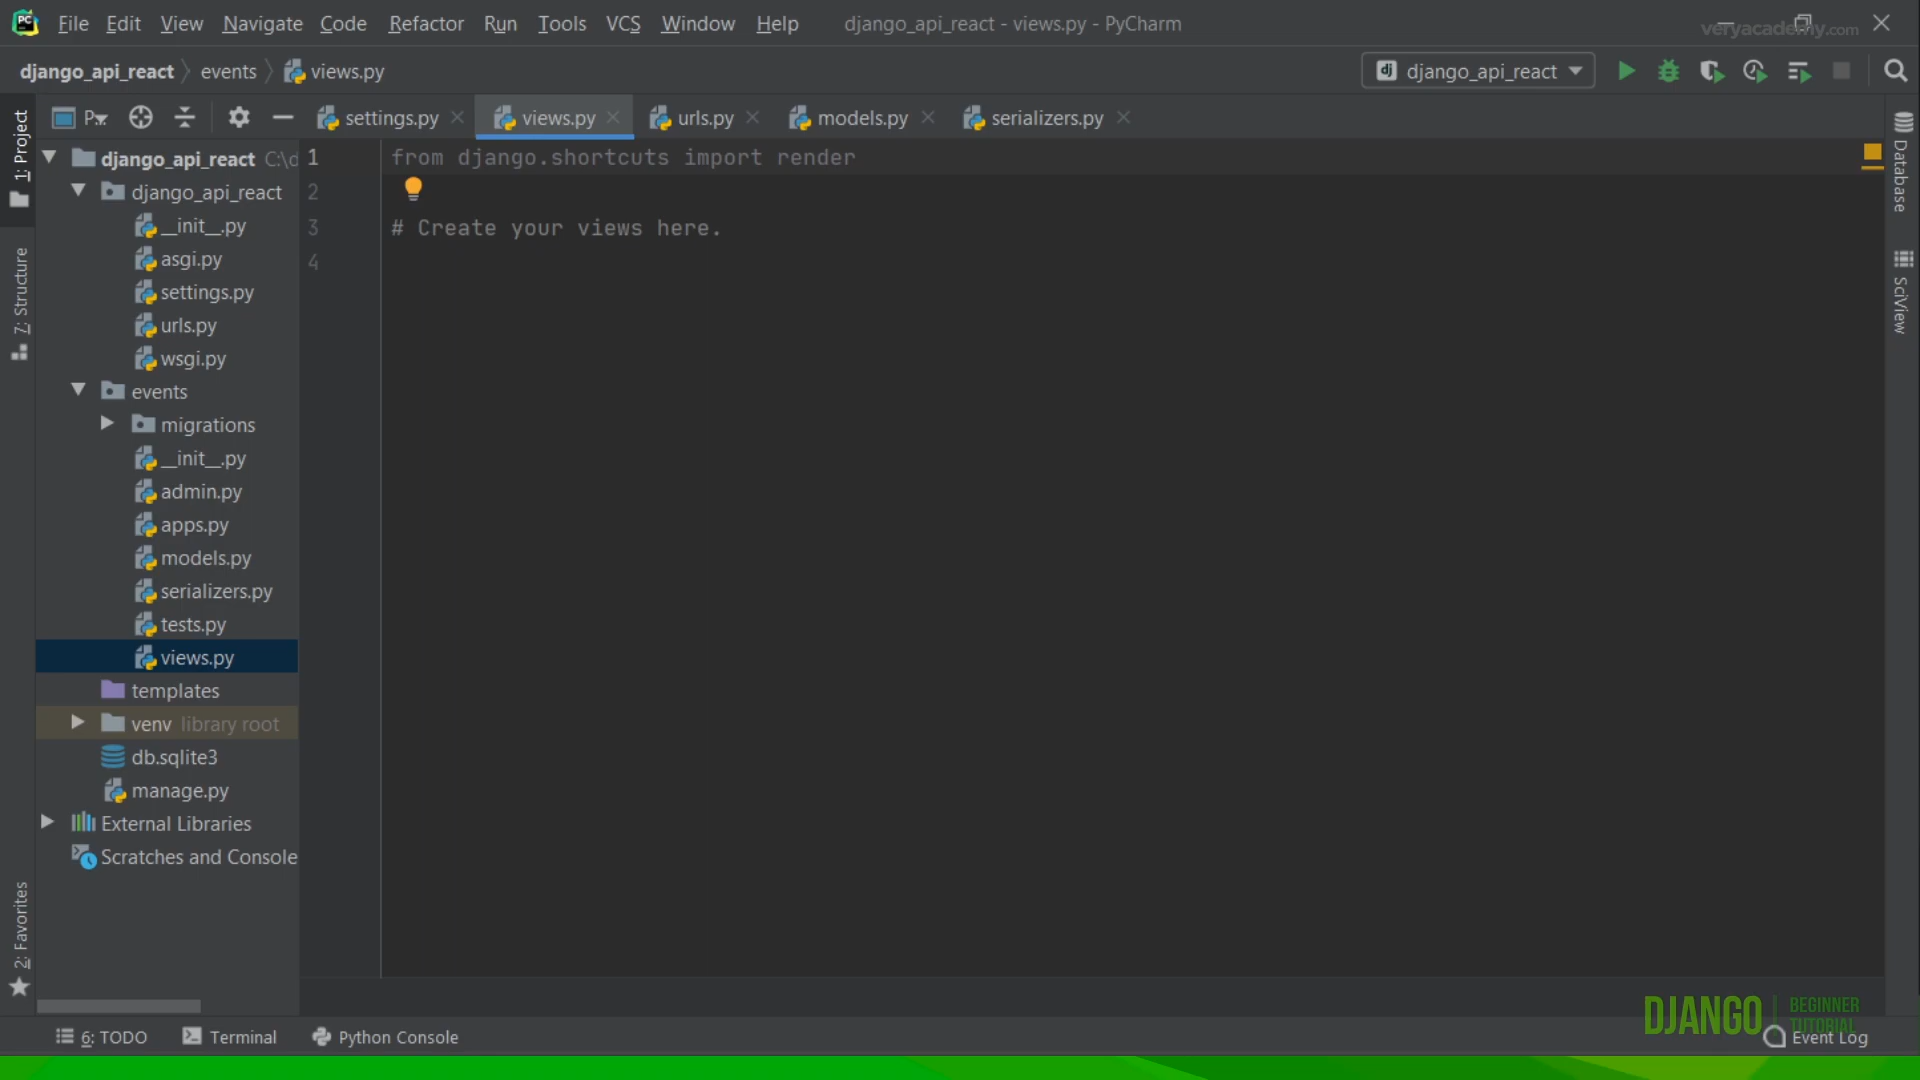 File Edit View Navigate Code Refactor Run Tools VCS Window Help django_api_react - views.py - PyCharm
veryacademy.com
django_api_react events views.py django_api_react
P.. settings.py views.py urls.py models.py serializers.py
1: Project
7: Structure
2: Favorites
django_api_react C:\d
django_api_react
__init__.py
asgi.py
settings.py
urls.py
wsgi.py
events
migrations
__init__.py
admin.py
apps.py
models.py
serializers.py
tests.py
views.py
templates
venv library root
db.sqlite3
manage.py
External Libraries
Scratches and Console
1 from django.shortcuts import render
2
3 # Create your views here.
4
Database
SciView
DJANGO BEGINNER
TUTORIAL
6: TODO Terminal Python Console Event Log